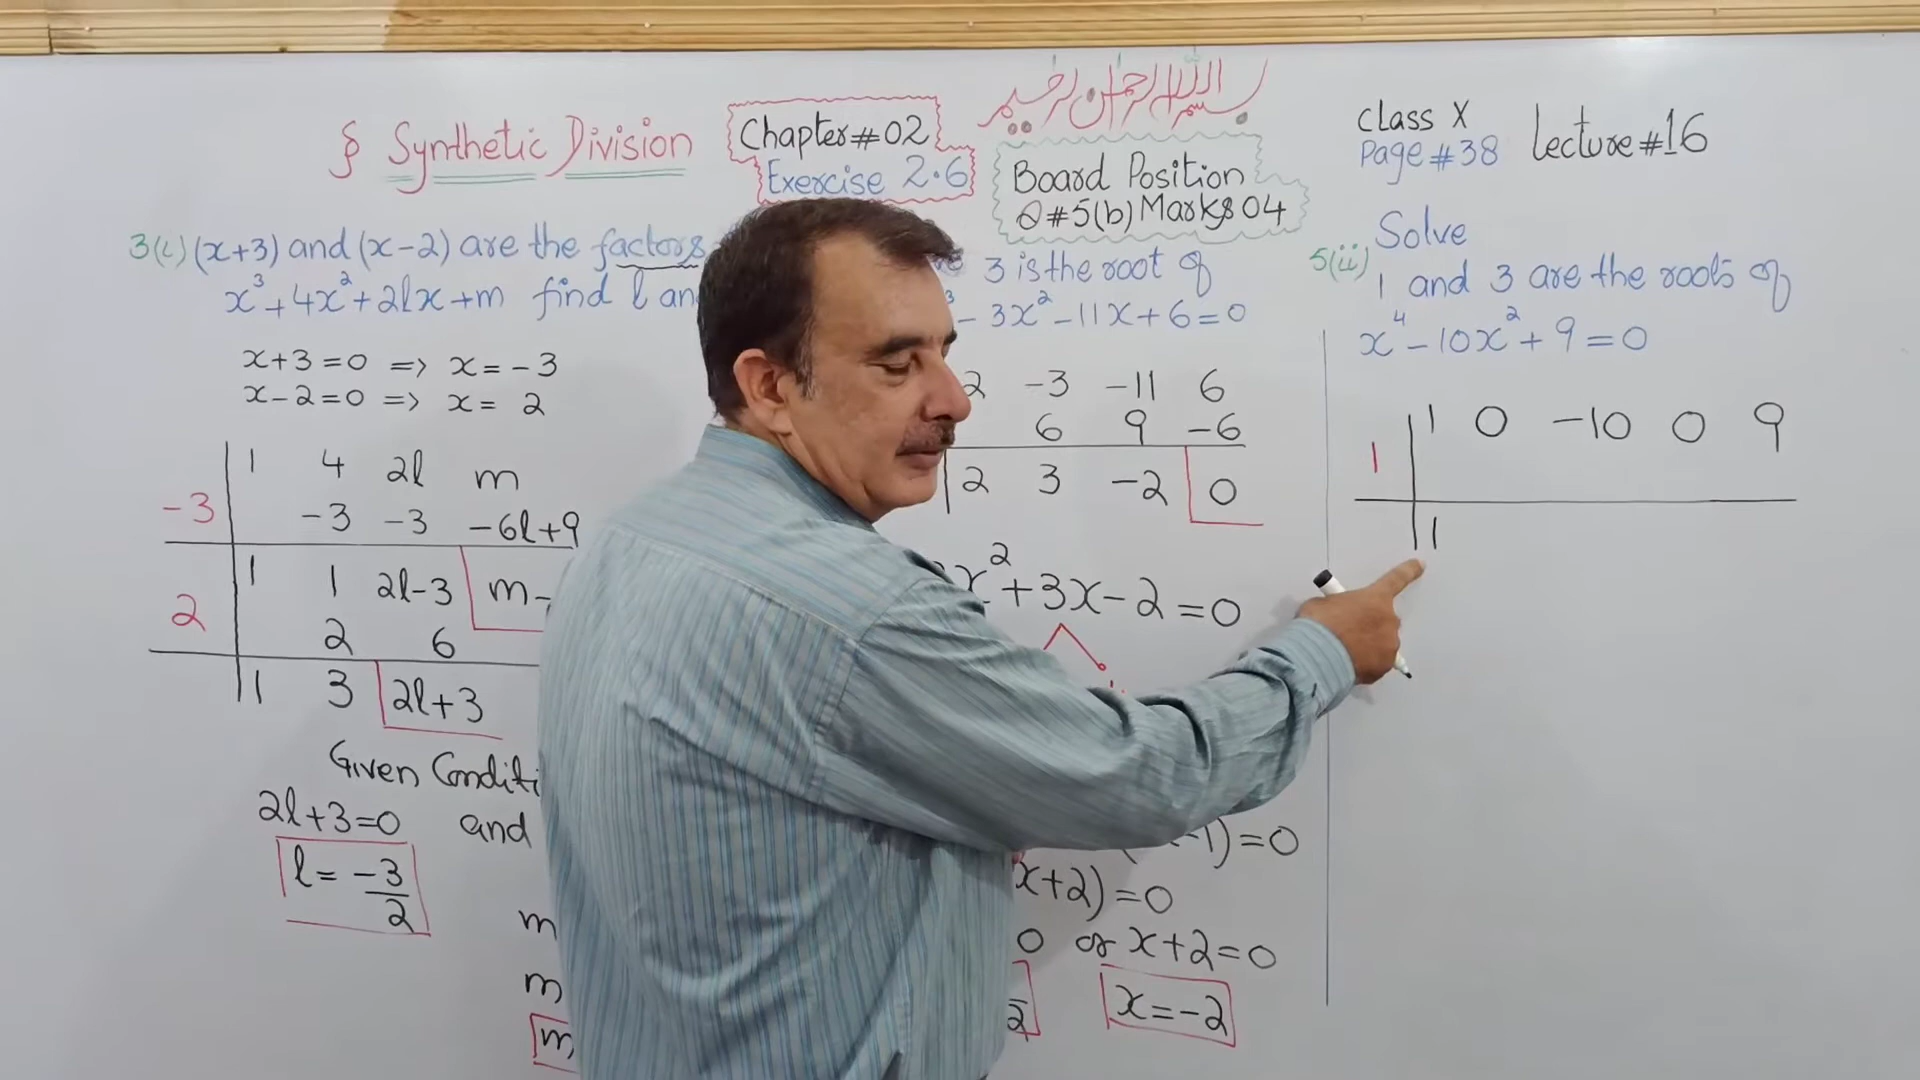 § Synthetic Division
Chapter# 02
Exercise 2.6
بسم الله الرحمن الرحیم
Board Position
Q#5(b) Marks 04
Class X
Page #38
Lecture#16
3(i) (x+3) and (x-2) are the factors
x³+4x²+2lx+m find l an
x+3=0 => x=-3
x-2=0 => x= 2
1 4 2l m
-3 -3 -3 -6l+9
1 1 2l-3 m-
2 2 6
1 3 2l+3
Given Conditi
2l+3=0 and
l= -3/2
m
m
m
3 is the root of
- 3x²-11x+6=0
2 -3 -11 6
6 9 -6
2 3 -2 0
x²+3x-2=0
-1)=0
x+2)=0
0 or x+2=0
2
x=-2
5(ii) Solve
1 and 3 are the roots of
x⁴-10x²+9=0
1 0 -10 0 9
1
1